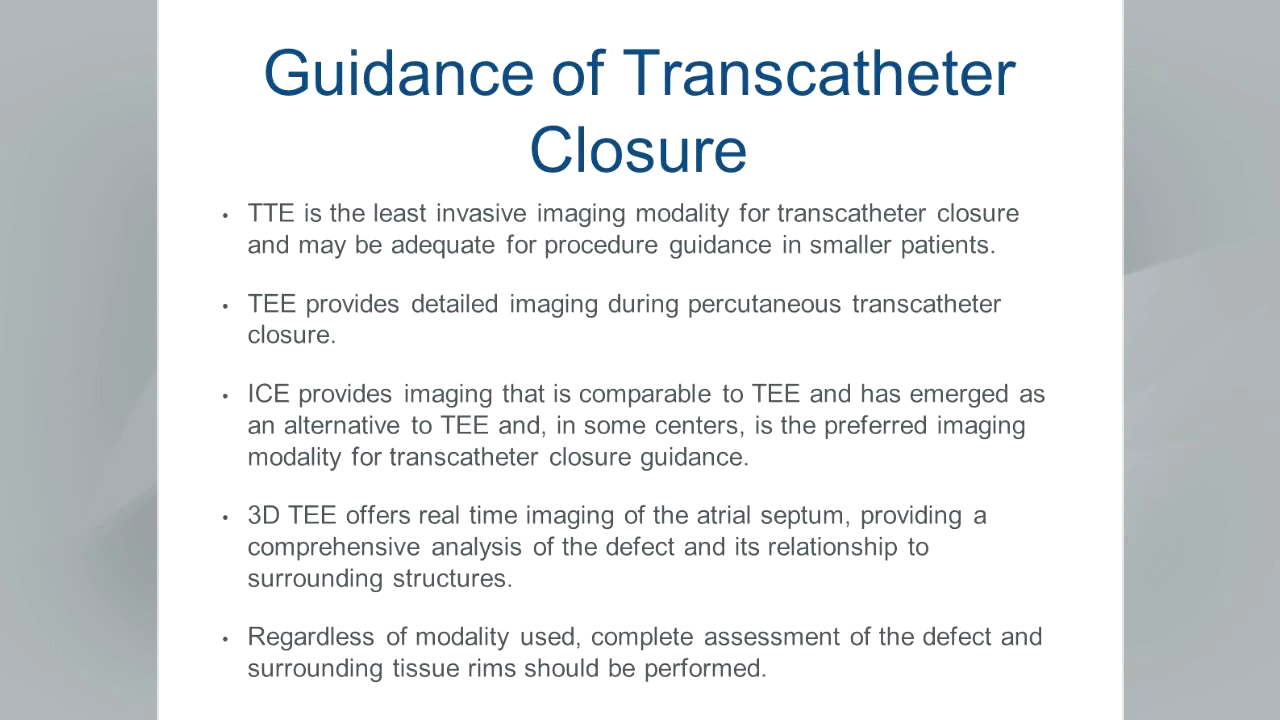 Guidance of Transcatheter
Closure
• TTE is the least invasive imaging modality for transcatheter closure
and may be adequate for procedure guidance in smaller patients.
• TEE provides detailed imaging during percutaneous transcatheter
closure.
• ICE provides imaging that is comparable to TEE and has emerged as
an alternative to TEE and, in some centers, is the preferred imaging
modality for transcatheter closure guidance.
• 3D TEE offers real time imaging of the atrial septum, providing a
comprehensive analysis of the defect and its relationship to
surrounding structures.
• Regardless of modality used, complete assessment of the defect and
surrounding tissue rims should be performed.